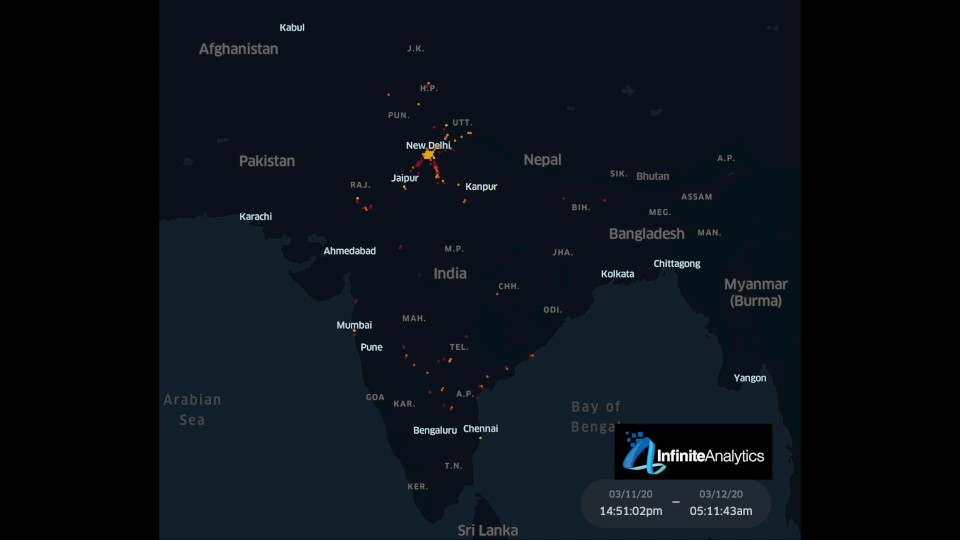 Kabul
Afghanistan
J.K.
H.P.
PUN.
UTT.
New Delhi
Pakistan
Nepal
A.P.
Jaipur
SIK.
Bhutan
RAJ.
Kanpur
ASSAM
BIH.
MEG.
Karachi
Bangladesh
MAN.
Ahmedabad
M.P.
JHA.
Chittagong
India
Kolkata
CHH.
Myanmar
(Burma)
ODI.
MAH.
Mumbai
Pune
TEL.
Yangon
Arabian
Sea
GOA
KAR.
A.P.
Bay of
Bengal
Bengaluru
Chennai
InfiniteAnalytics
T.N.
KER.
03/11/20 – 03/12/20
14:51:02pm 05:11:43am
Sri Lanka